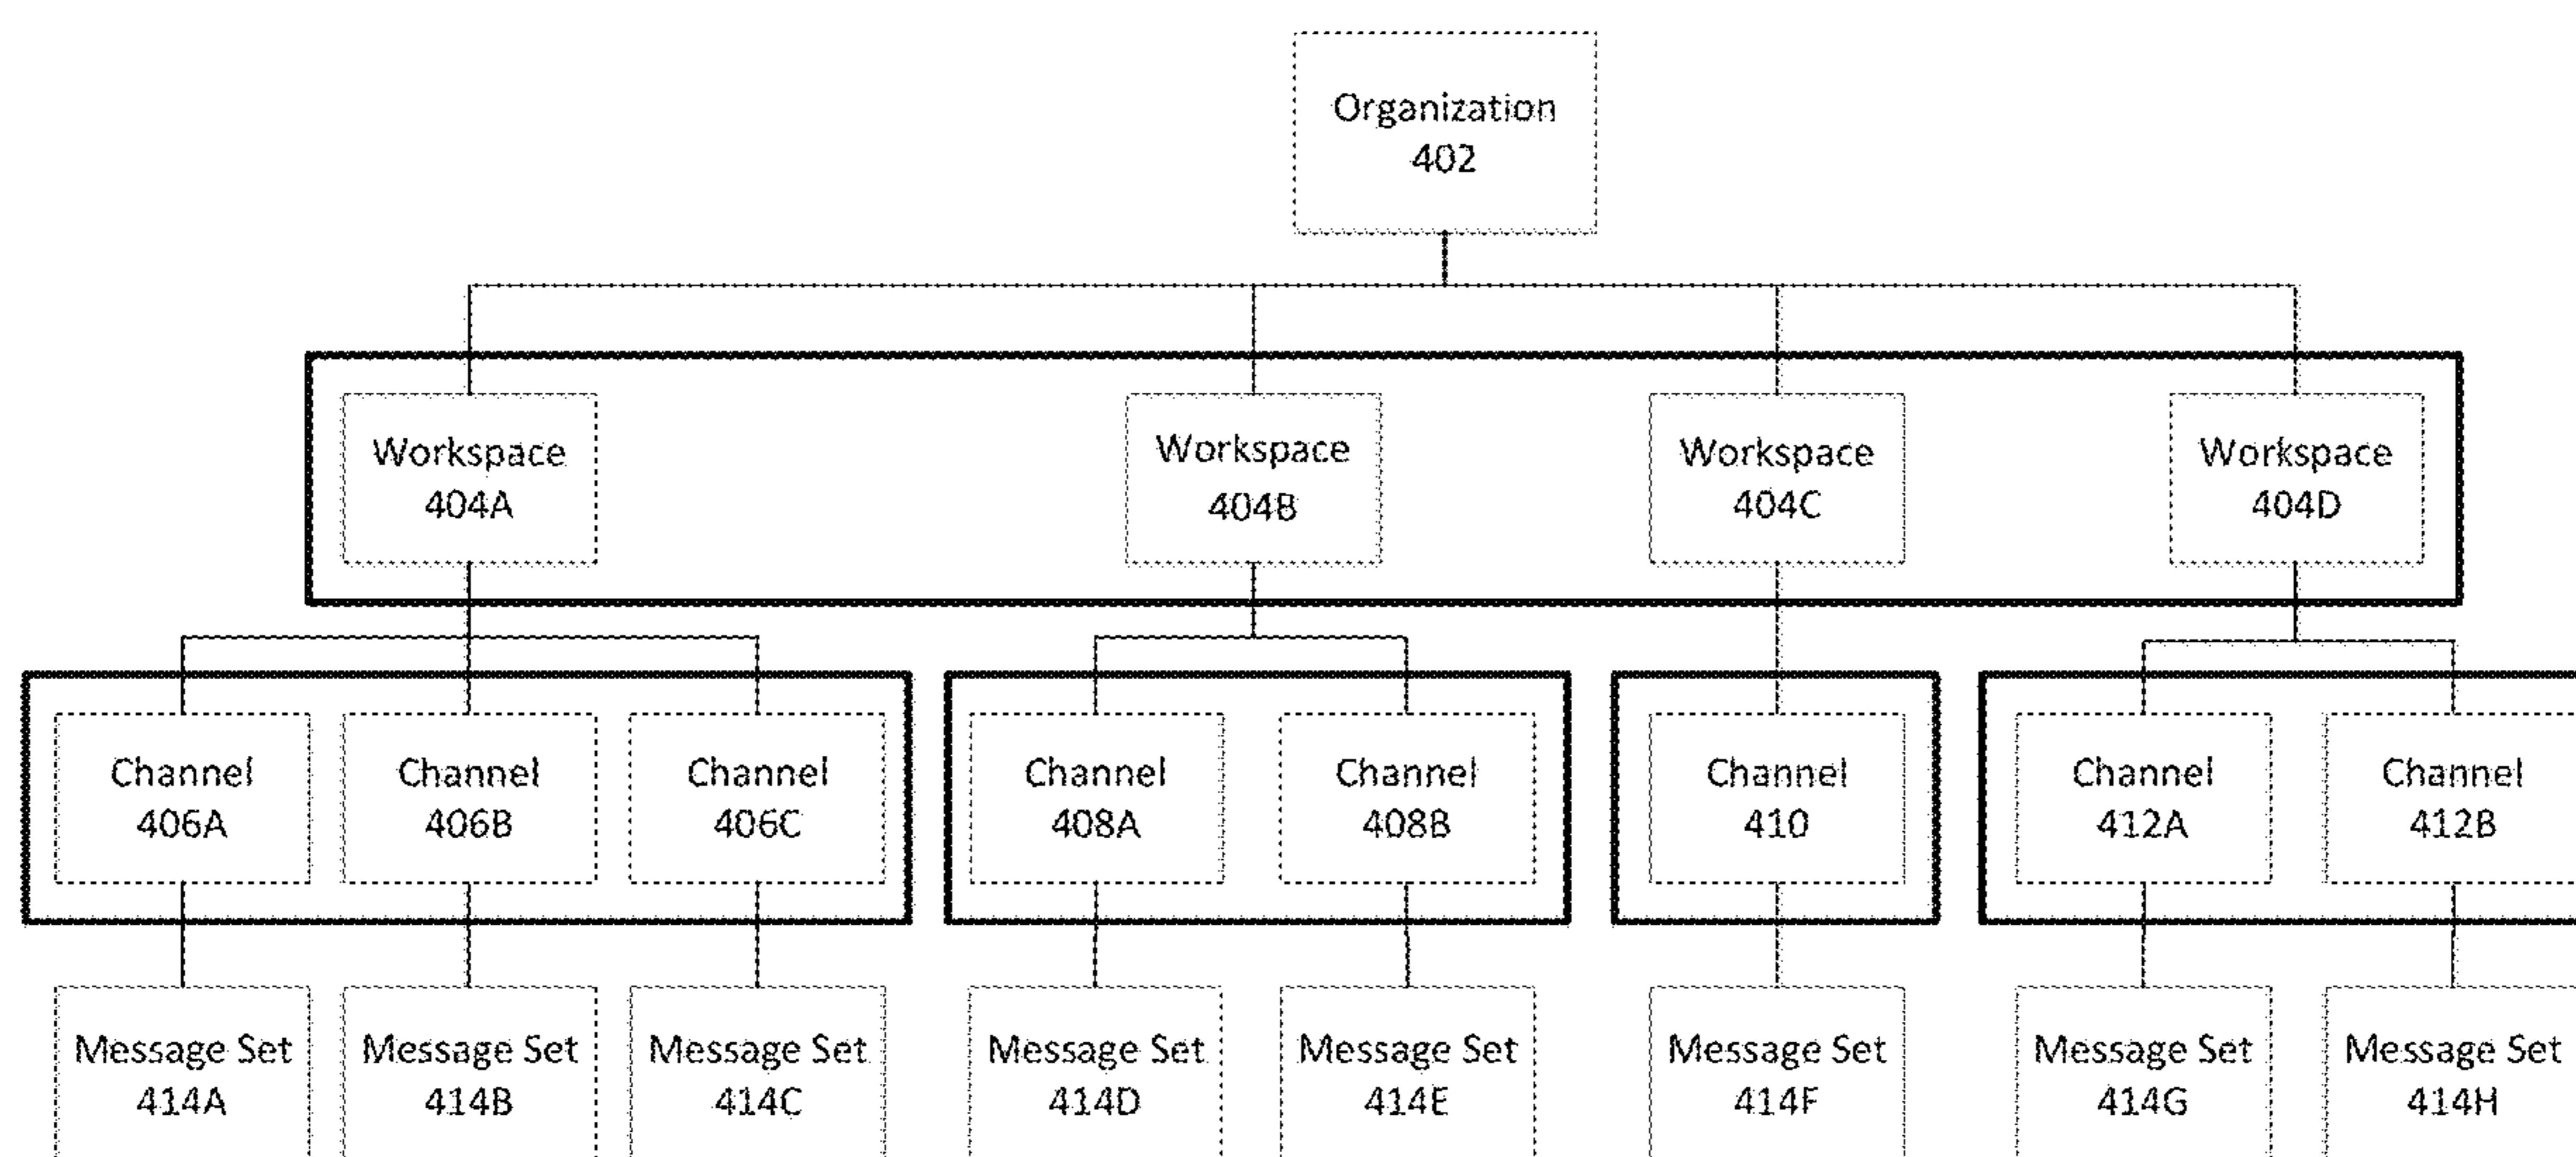 Organization
402
Workspace
404A
Workspace
404B
Workspace
404C
Workspace
404D
Channel
406A
Channel
406B
Channel
406C
Channel
408A
Channel
408B
Channel
410
Channel
412A
Channel
412B
Message Set
414A
Message Set
414B
Message Set
414C
Message Set
414D
Message Set
414E
Message Set
414F
Message Set
414G
Message Set
414H